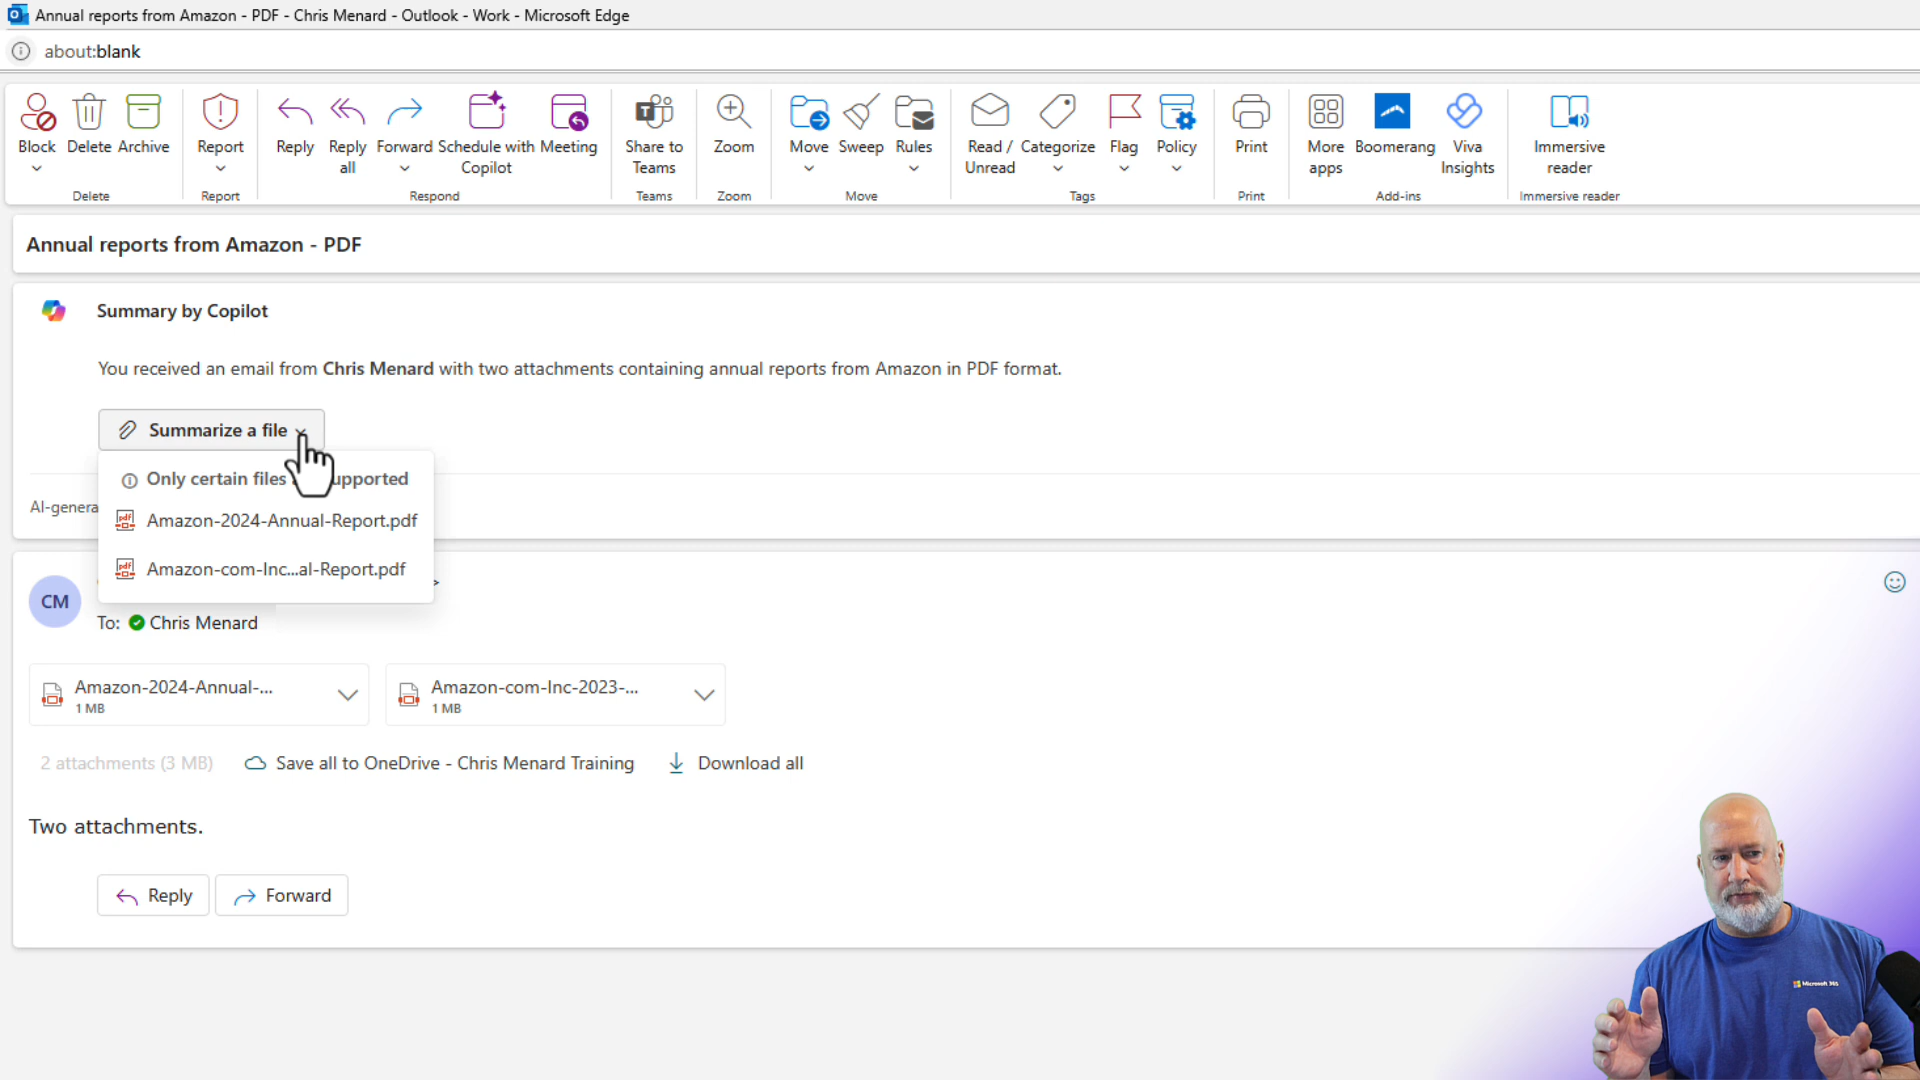 Annual reports from Amazon - PDF - Chris Menard - Outlook - Work - Microsoft Edge
about:blank
Block Delete Archive Report Reply Reply all Forward Schedule with Copilot Meeting Share to Teams Zoom Move Sweep Rules Read / Unread Categorize Flag Policy Print More apps Boomerang Viva Insights Immersive reader
Delete Report Respond Teams Zoom Move Tags Print Add-ins Immersive reader
Annual reports from Amazon - PDF
Summary by Copilot
You received an email from Chris Menard with two attachments containing annual reports from Amazon in PDF format.
Summarize a file
Only certain files upported
AI-genera
Amazon-2024-Annual-Report.pdf
Amazon-com-Inc...al-Report.pdf
CM
To: Chris Menard
Amazon-2024-Annual-...
1 MB
Amazon-com-Inc-2023-...
1 MB
2 attachments (3 MB) Save all to OneDrive - Chris Menard Training Download all
Two attachments.
Reply Forward
Microsoft 365